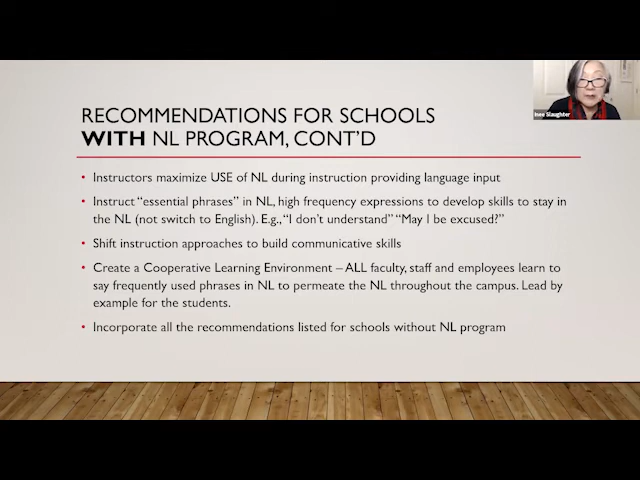 RECOMMENDATIONS FOR SCHOOLS
WITH NL PROGRAM, CONT'D
• Instructors maximize USE of NL during instruction providing language input
• Instruct “essential phrases” in NL, high frequency expressions to develop skills to stay in
the NL (not switch to English). E.g., “I don’t understand” “May I be excused?”
• Shift instruction approaches to build communicative skills
• Create a Cooperative Learning Environment – ALL faculty, staff and employees learn to
say frequently used phrases in NL to permeate the NL throughout the campus. Lead by
example for the students.
• Incorporate all the recommendations listed for schools without NL program
Inee Slaughter